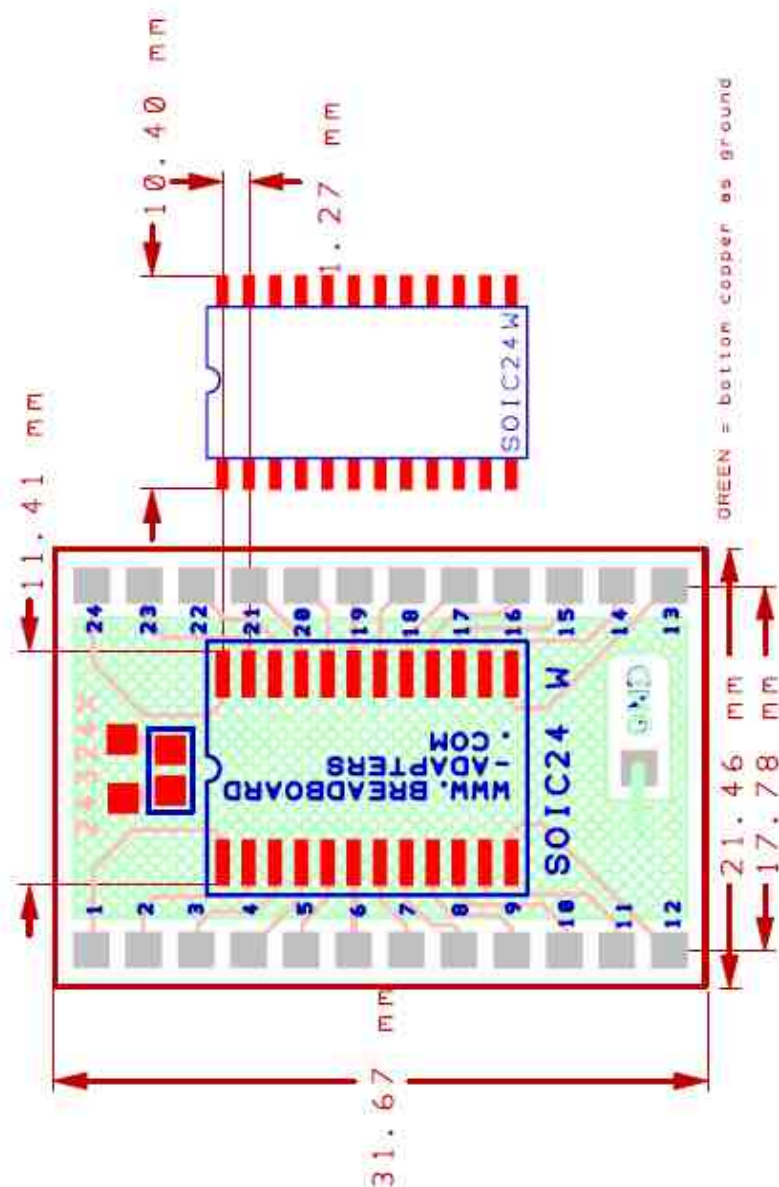 10.40 mm
1.27 mm
11.41 mm
SOIC24W
GREEN = bottom copper as ground
24
23
22
21
20
19
18
17
16
15
14
13
24324X
WWW.BREADBOARD
-ADAPTERS
.COM
SOIC24 W
GND
1
2
3
4
5
6
7
8
9
10
11
12
21.46 mm
17.78 mm
31.67 mm